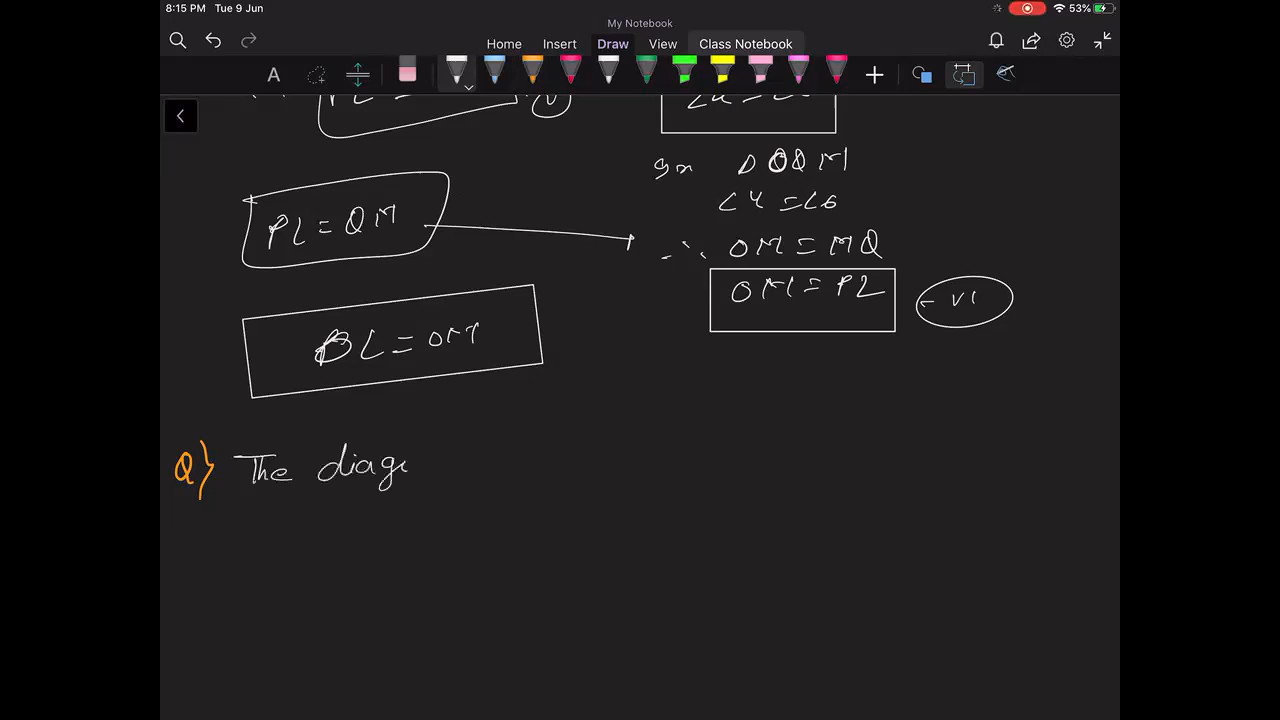 8:15 PM Tue 9 Jun
53%
My Notebook
Home Insert Draw View Class Notebook
A
In △OQM
PL = QM
∠4 = ∠6
∴ OM = MQ
OM = PL
- VI
BL = OM
Q} The diag